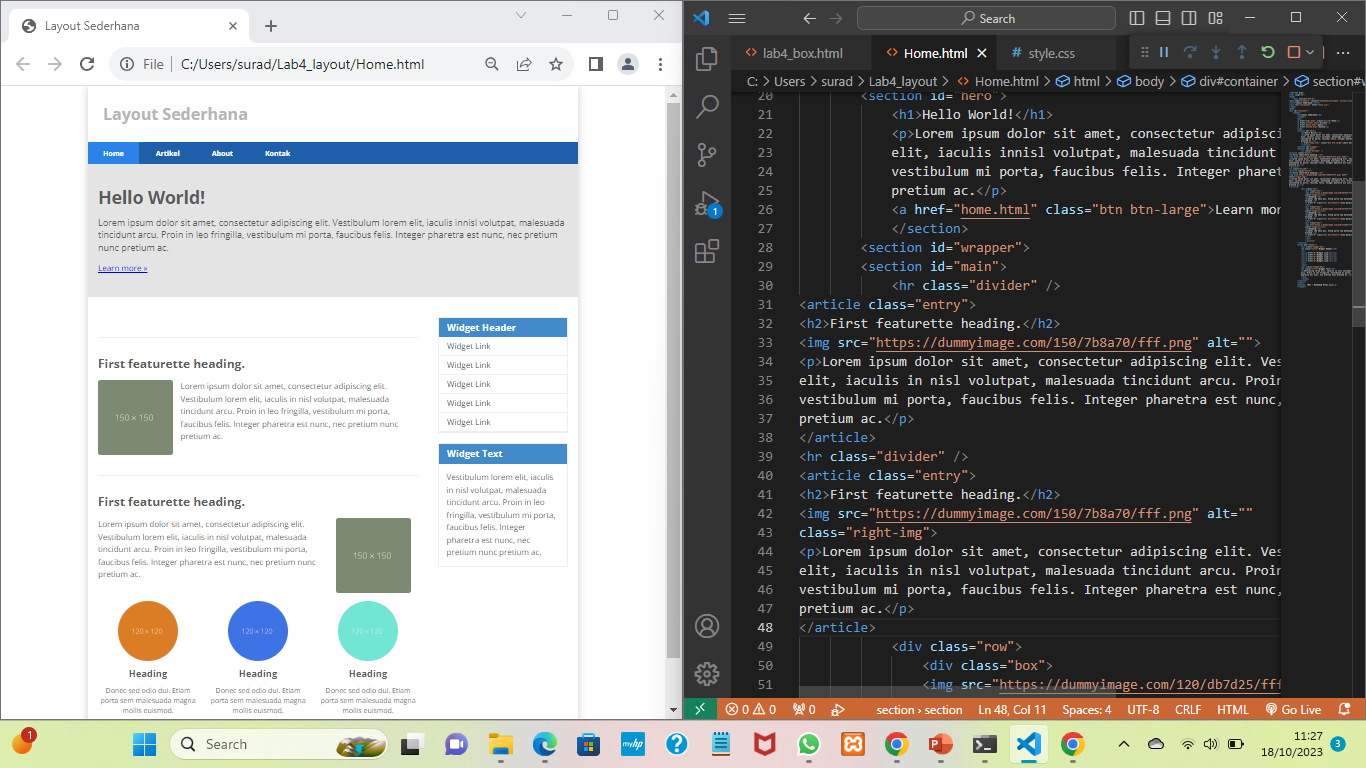 Layout Sederhana
File
C:/Users/surad/Lab4_layout/Home.html
Layout Sederhana
Home Artikel About Kontak
Hello World!
Lorem ipsum dolor sit amet, consectetur adipiscing elit. Vestibulum lorem elit, iaculis innisl volutpat, malesuada
tincidunt arcu. Proin in leo fringilla, vestibulum mi porta, faucibus felis. Integer pharetra est nunc, nec pretium
nunc pretium ac.
Learn more »
First featurette heading.
150 × 150
Lorem ipsum dolor sit amet, consectetur adipiscing elit.
Vestibulum lorem elit, iaculis in nisl volutpat, malesuada
tincidunt arcu. Proin in leo fringilla, vestibulum mi porta,
faucibus felis. Integer pharetra est nunc, nec pretium nunc
pretium ac.
First featurette heading.
Lorem ipsum dolor sit amet, consectetur adipiscing elit.
Vestibulum lorem elit, iaculis in nisl volutpat, malesuada
tincidunt arcu. Proin in leo fringilla, vestibulum mi porta,
faucibus felis. Integer pharetra est nunc, nec pretium nunc
pretium ac.
150 × 150
120 × 120 120 × 120 120 × 120
Heading Heading Heading
Donec sed odio dui. Etiam Donec sed odio dui. Etiam Donec sed odio dui. Etiam
porta sem malesuada magna porta sem malesuada magna porta sem malesuada magna
mollis euismod. mollis euismod. mollis euismod.
Widget Header
Widget Link
Widget Link
Widget Link
Widget Link
Widget Link
Widget Text
Vestibulum lorem elit, iaculis
in nisl volutpat, malesuada
tincidunt arcu. Proin in leo
fringilla, vestibulum mi porta,
faucibus felis. Integer
pharetra est nunc, nec
pretium nunc pretium ac.
Search
lab4_box.html Home.html # style.css
C: > Users > surad > Lab4_layout > Home.html > html > body > div#container > section#w
20 <section id="hero">
21 <h1>Hello World!</h1>
22 <p>Lorem ipsum dolor sit amet, consectetur adipisci
23 elit, iaculis innisl volutpat, malesuada tincidunt
24 vestibulum mi porta, faucibus felis. Integer pharet
25 pretium ac.</p>
26 <a href="home.html" class="btn btn-large">Learn mor
27 </section>
28 <section id="wrapper">
29 <section id="main">
30 <hr class="divider" />
31 <article class="entry">
32 <h2>First featurette heading.</h2>
33 <img src="https://dummyimage.com/150/7b8a70/fff.png" alt="">
34 <p>Lorem ipsum dolor sit amet, consectetur adipiscing elit. Ves
35 elit, iaculis in nisl volutpat, malesuada tincidunt arcu. Proin
36 vestibulum mi porta, faucibus felis. Integer pharetra est nunc,
37 pretium ac.</p>
38 </article>
39 <hr class="divider" />
40 <article class="entry">
41 <h2>First featurette heading.</h2>
42 <img src="https://dummyimage.com/150/7b8a70/fff.png" alt=""
43 class="right-img">
44 <p>Lorem ipsum dolor sit amet, consectetur adipiscing elit. Ves
45 elit, iaculis in nisl volutpat, malesuada tincidunt arcu. Proin
46 vestibulum mi porta, faucibus felis. Integer pharetra est nunc,
47 pretium ac.</p>
48 </article>
49 <div class="row">
50 <div class="box">
51 <img src="https://dummyimage.com/120/db7d25/fff
1
0 0 0 section › section Ln 48, Col 11 Spaces: 4 UTF-8 CRLF HTML Go Live
1 Search myhp 11:27
18/10/2023 3